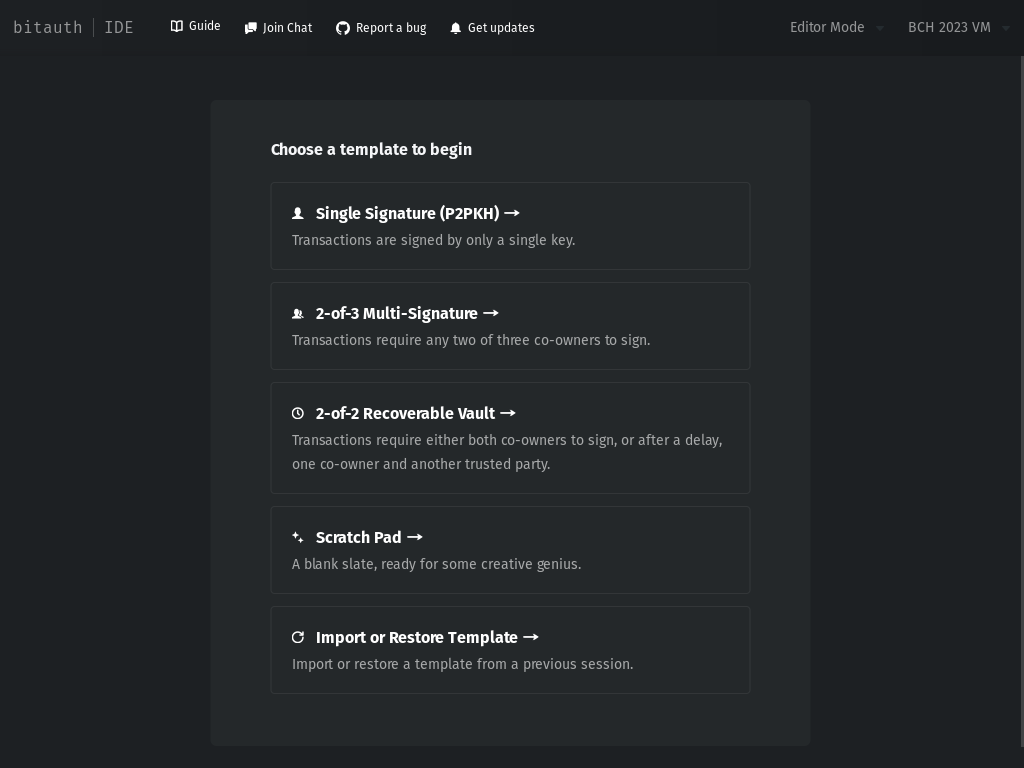 bitauth | IDE
Guide
Join Chat
Report a bug
Get updates
Editor Mode
BCH 2023 VM
Choose a template to begin
Single Signature (P2PKH) →
Transactions are signed by only a single key.
2-of-3 Multi-Signature →
Transactions require any two of three co-owners to sign.
2-of-2 Recoverable Vault →
Transactions require either both co-owners to sign, or after a delay,
one co-owner and another trusted party.
Scratch Pad →
A blank slate, ready for some creative genius.
Import or Restore Template →
Import or restore a template from a previous session.